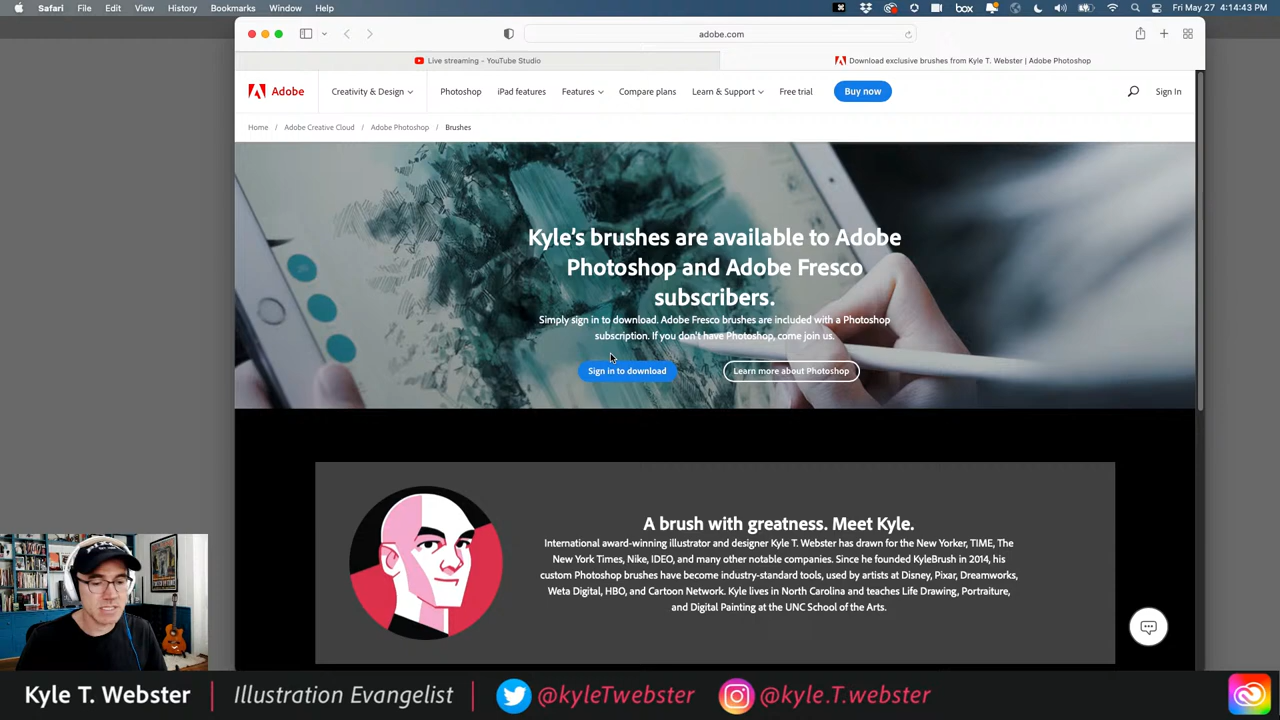 Safari File Edit View History Bookmarks Window Help
box
Fri May 27 4:14:43 PM
adobe.com
Live streaming - YouTube Studio
Download exclusive brushes from Kyle T. Webster | Adobe Photoshop
Adobe
Creativity & Design
Photoshop
iPad features
Features
Compare plans
Learn & Support
Free trial
Buy now
Sign In
Home / Adobe Creative Cloud / Adobe Photoshop / Brushes
Kyle's brushes are available to Adobe
Photoshop and Adobe Fresco
subscribers.
Simply sign in to download. Adobe Fresco brushes are included with a Photoshop
subscription. If you don't have Photoshop, come join us.
Sign in to download
Learn more about Photoshop
A brush with greatness. Meet Kyle.
International award-winning illustrator and designer Kyle T. Webster has drawn for the New Yorker, TIME, The
New York Times, Nike, IDEO, and many other notable companies. Since he founded KyleBrush in 2014, his
custom Photoshop brushes have become industry-standard tools, used by artists at Disney, Pixar, Dreamworks,
Weta Digital, HBO, and Cartoon Network. Kyle lives in North Carolina and teaches Life Drawing, Portraiture,
and Digital Painting at the UNC School of the Arts.
Kyle T. Webster | Illustration Evangelist | @kyleTwebster @kyle.T.webster